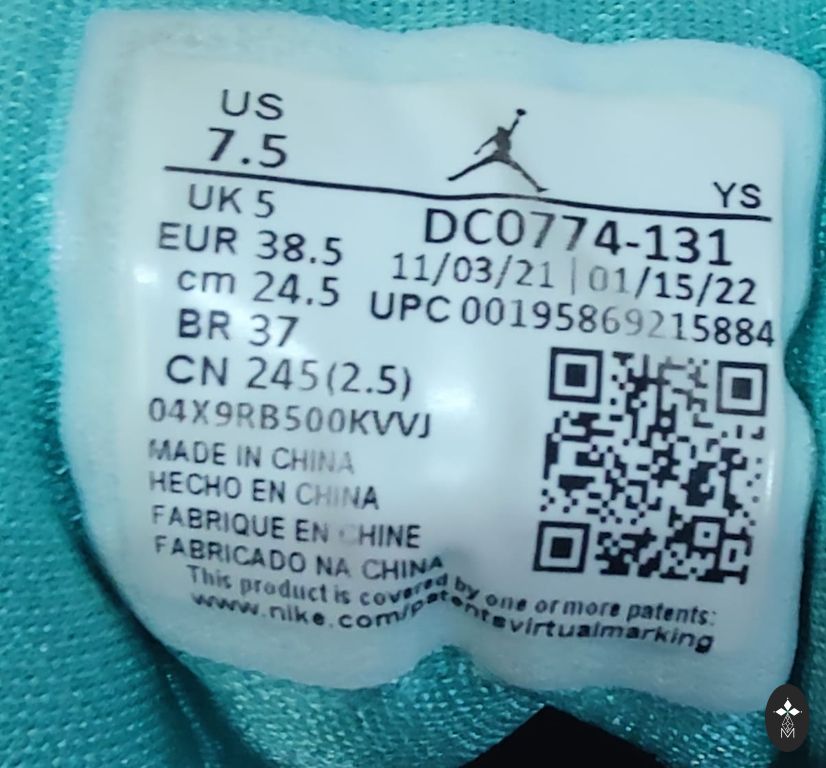 US
7.5
YS
UK 5
EUR 38.5
cm 24.5
BR 37
CN 245(2.5)
DC0774-131
11/03/21 | 01/15/22
UPC 00195869215884
04X9RB500KVVJ
MADE IN CHINA
HECHO EN CHINA
FABRIQUE EN CHINE
FABRICADO NA CHINA
This product is covered by one or more patents:
www.nike.com/patentsvirtualmarking
M